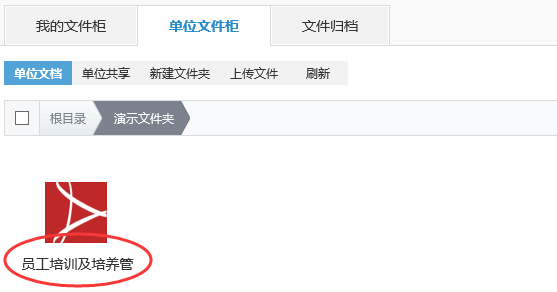 我的文件柜 单位文件柜 文件归档
单位文档 单位共享 新建文件夹 上传文件 刷新
根目录 演示文件夹
员工培训及培养管